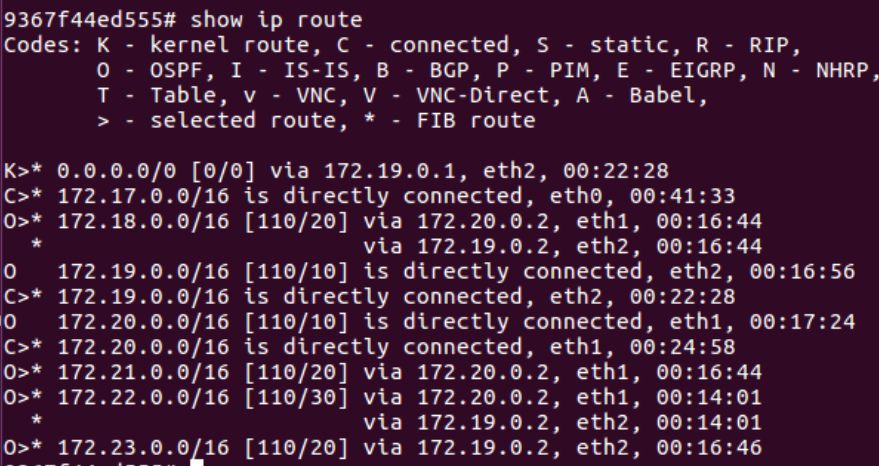 9367f44ed555# show ip route
Codes: K - kernel route, C - connected, S - static, R - RIP,
       O - OSPF, I - IS-IS, B - BGP, P - PIM, E - EIGRP, N - NHRP,
       T - Table, v - VNC, V - VNC-Direct, A - Babel,
       > - selected route, * - FIB route

K>* 0.0.0.0/0 [0/0] via 172.19.0.1, eth2, 00:22:28
C>* 172.17.0.0/16 is directly connected, eth0, 00:41:33
O>* 172.18.0.0/16 [110/20] via 172.20.0.2, eth1, 00:16:44
  *                        via 172.19.0.2, eth2, 00:16:44
O   172.19.0.0/16 [110/10] is directly connected, eth2, 00:16:56
C>* 172.19.0.0/16 is directly connected, eth2, 00:22:28
O   172.20.0.0/16 [110/10] is directly connected, eth1, 00:17:24
C>* 172.20.0.0/16 is directly connected, eth1, 00:24:58
O>* 172.21.0.0/16 [110/20] via 172.20.0.2, eth1, 00:16:44
O>* 172.22.0.0/16 [110/30] via 172.20.0.2, eth1, 00:14:01
  *                        via 172.19.0.2, eth2, 00:14:01
O>* 172.23.0.0/16 [110/20] via 172.19.0.2, eth2, 00:16:46